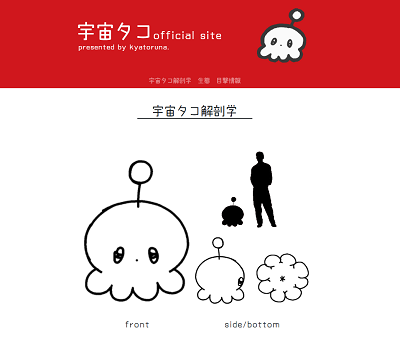 宇宙タコofficial site
presented by kyatoruna.
宇宙タコ解剖学　生態　目撃情報
宇宙タコ解剖学
front
side/bottom